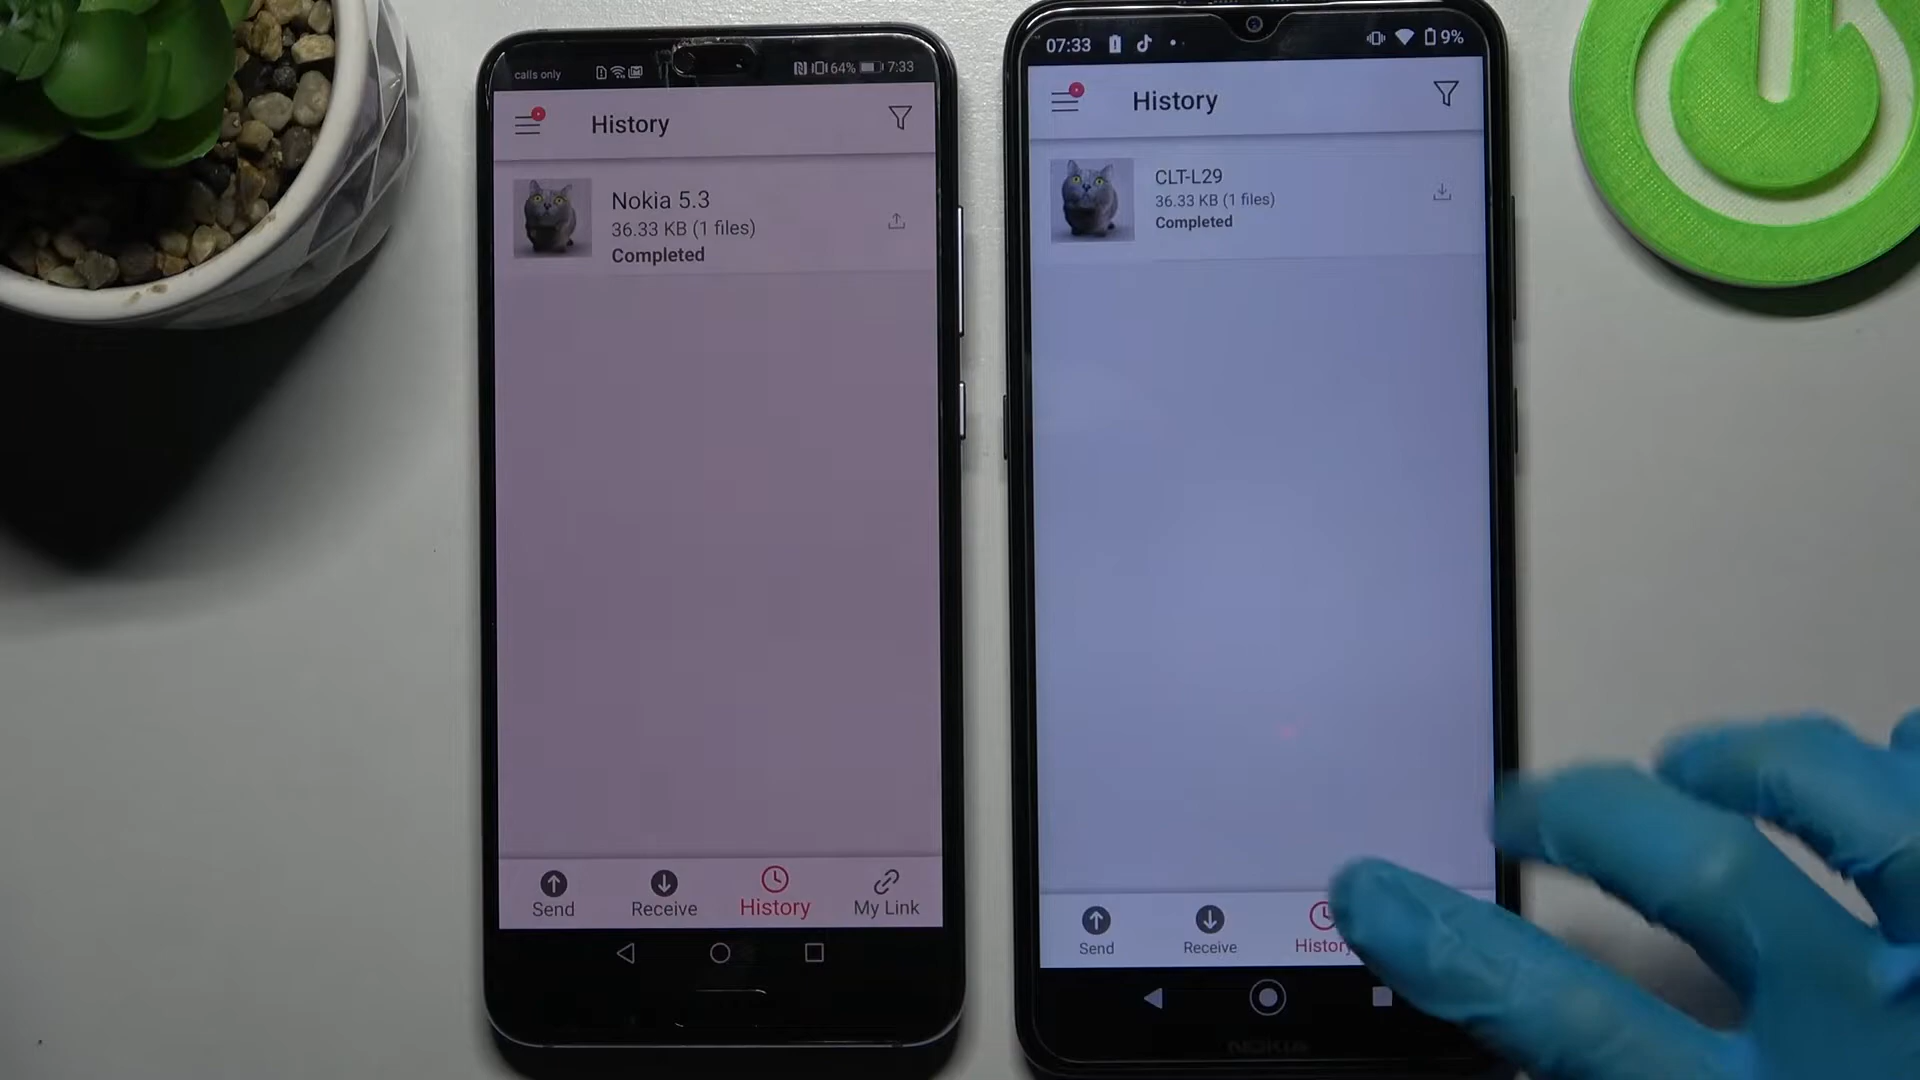 calls only
64%
7:33
History
Nokia 5.3
36.33 KB (1 files)
Completed
Send
Receive
History
My Link
07:33
9%
History
CLT-L29
36.33 KB (1 files)
Completed
Send
Receive
History
NOKIA